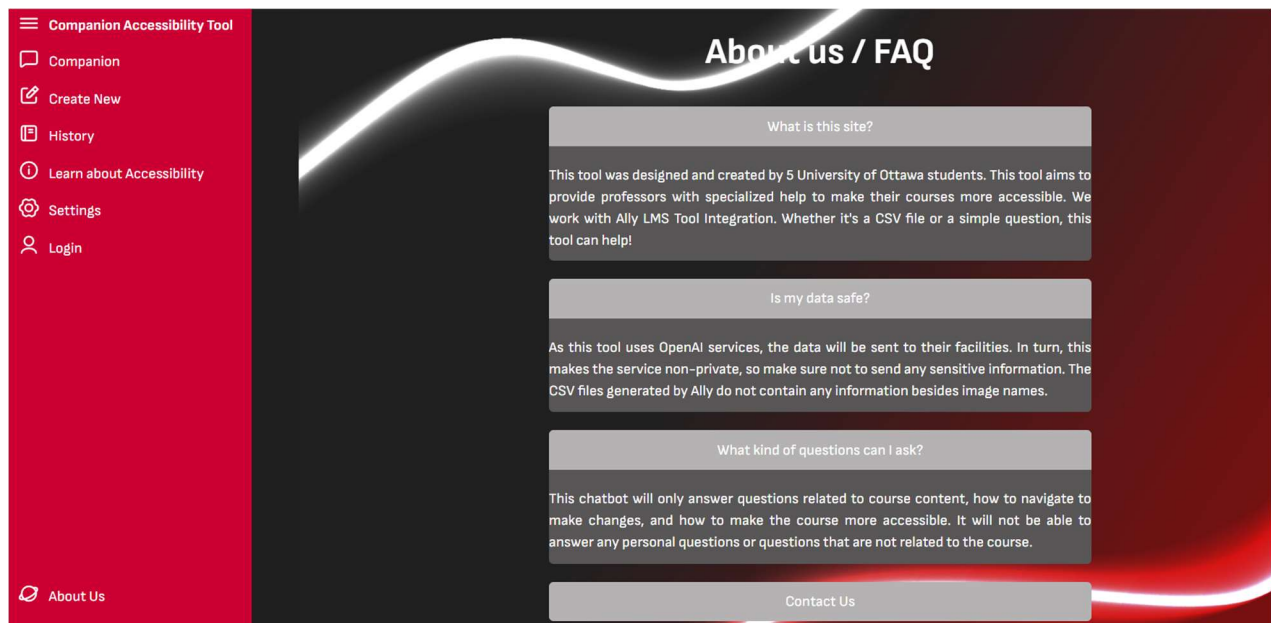 Companion Accessibility Tool
Companion
Create New
History
Learn about Accessibility
Settings
Login
About Us
About us / FAQ
What is this site?
This tool was designed and created by 5 University of Ottawa students. This tool aims to
provide professors with specialized help to make their courses more accessible. We
work with Ally LMS Tool Integration. Whether it's a CSV file or a simple question, this
tool can help!
Is my data safe?
As this tool uses OpenAI services, the data will be sent to their facilities. In turn, this
makes the service non-private, so make sure not to send any sensitive information. The
CSV files generated by Ally do not contain any information besides image names.
What kind of questions can I ask?
This chatbot will only answer questions related to course content, how to navigate to
make changes, and how to make the course more accessible. It will not be able to
answer any personal questions or questions that are not related to the course.
Contact Us